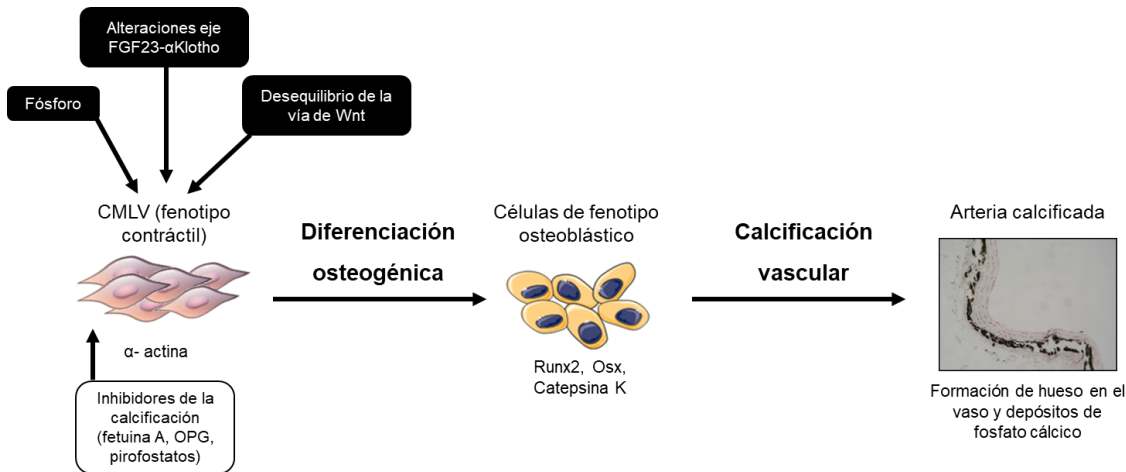 Alteraciones eje
FGF23-αKlotho
Fósforo
Desequilibrio de la
vía de Wnt
CMLV (fenotipo
contráctil)
Diferenciación
osteogénica
Células de fenotipo
osteoblástico
Calcificación
vascular
Arteria calcificada
α- actina
Runx2, Osx,
Catepsina K
Inhibidores de la
calcificación
(fetuina A, OPG,
pirofostatos)
Formación de hueso en el
vaso y depósitos de
fosfato cálcico